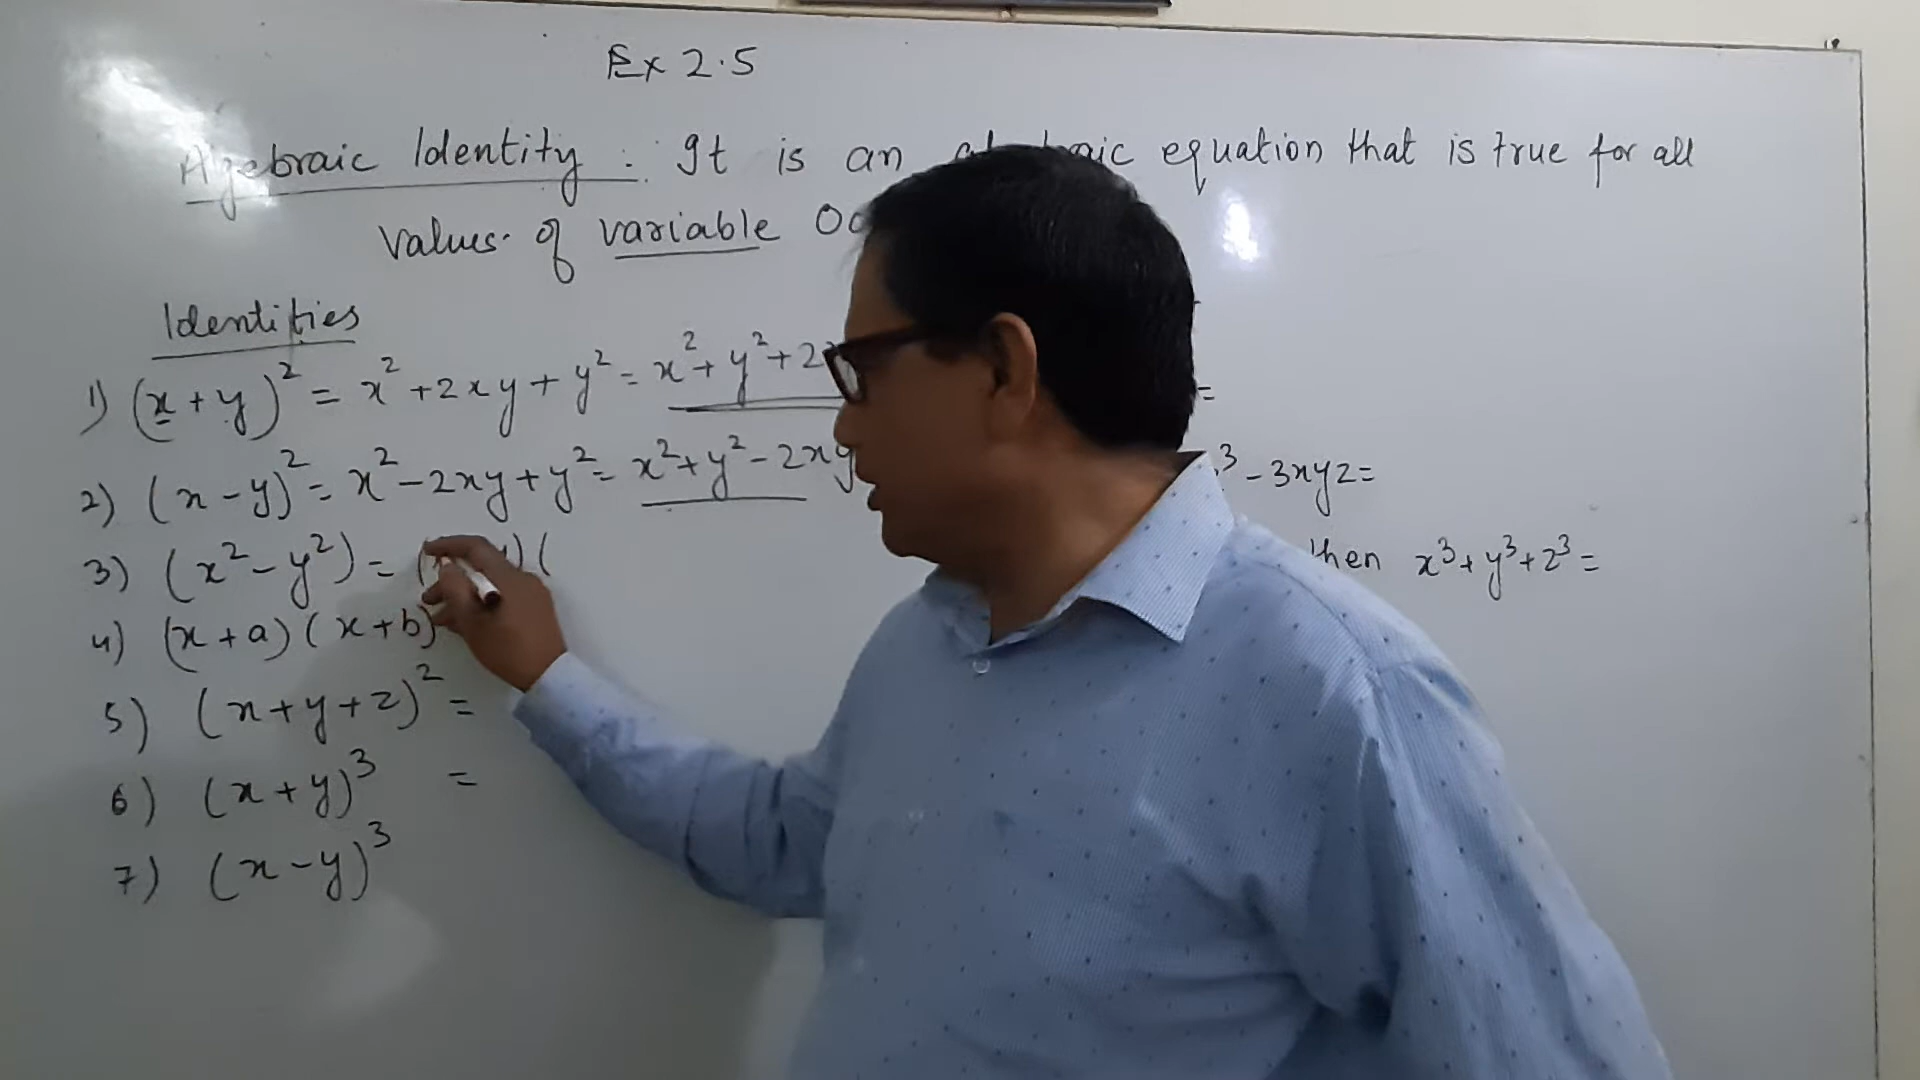 Ex 2.5
Algebraic Identity : It is an equation that is true for all
Values of variable
Identities
1) (x+y)² = x² + 2xy + y² = x² + y² + 2
2) (x-y)² = x² - 2xy + y² = x² + y² - 2xy
3) (x² - y²) = ) (
4) (x+a) (x+b)
5) (x+y+z)² =
6) (x+y)³ =
7) (x-y)³
=
³ - 3xyz =
then x³ + y³ + z³ =